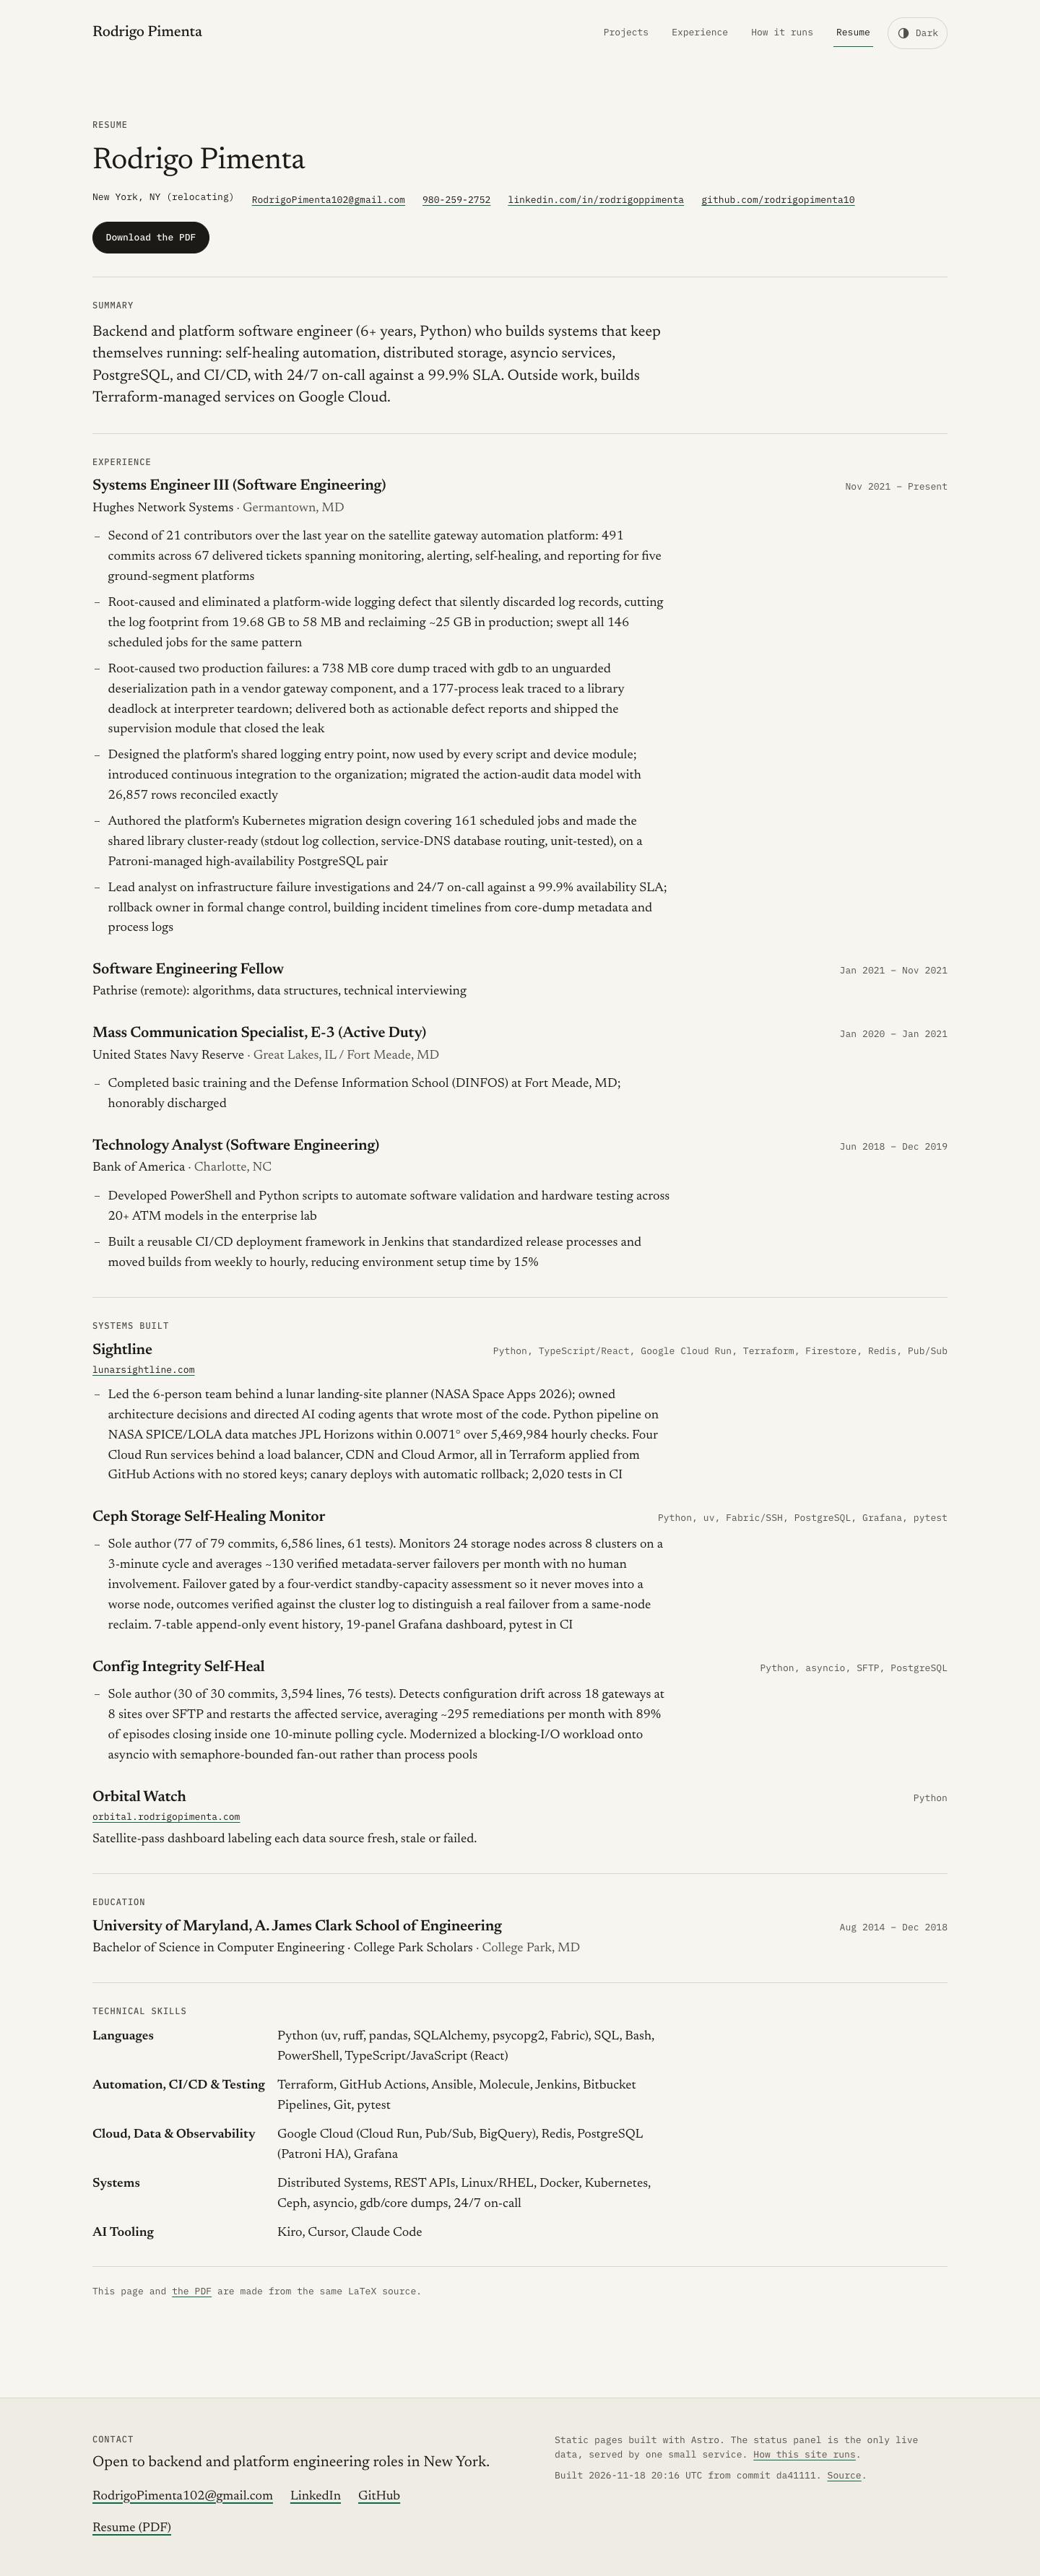 Rodrigo Pimenta
Projects Experience How it runs Resume Dark
RESUME
Rodrigo Pimenta
New York, NY (relocating) RodrigoPimenta102@gmail.com 980-259-2752 linkedin.com/in/rodrigoppimenta github.com/rodrigopimenta10
Download the PDF
SUMMARY
Backend and platform software engineer (6+ years, Python) who builds systems that keep
themselves running: self-healing automation, distributed storage, asyncio services,
PostgreSQL, and CI/CD, with 24/7 on-call against a 99.9% SLA. Outside work, builds
Terraform-managed services on Google Cloud.
EXPERIENCE
Systems Engineer III (Software Engineering) Nov 2021 – Present
Hughes Network Systems · Germantown, MD
– Second of 21 contributors over the last year on the satellite gateway automation platform: 491
commits across 67 delivered tickets spanning monitoring, alerting, self-healing, and reporting for five
ground-segment platforms
– Root-caused and eliminated a platform-wide logging defect that silently discarded log records, cutting
the log footprint from 19.68 GB to 58 MB and reclaiming ~25 GB in production; swept all 146
scheduled jobs for the same pattern
– Root-caused two production failures: a 738 MB core dump traced with gdb to an unguarded
deserialization path in a vendor gateway component, and a 177-process leak traced to a library
deadlock at interpreter teardown; delivered both as actionable defect reports and shipped the
supervision module that closed the leak
– Designed the platform's shared logging entry point, now used by every script and device module;
introduced continuous integration to the organization; migrated the action-audit data model with
26,857 rows reconciled exactly
– Authored the platform's Kubernetes migration design covering 161 scheduled jobs and made the
shared library cluster-ready (stdout log collection, service-DNS database routing, unit-tested), on a
Patroni-managed high-availability PostgreSQL pair
– Lead analyst on infrastructure failure investigations and 24/7 on-call against a 99.9% availability SLA;
rollback owner in formal change control, building incident timelines from core-dump metadata and
process logs
Software Engineering Fellow Jan 2021 – Nov 2021
Pathrise (remote): algorithms, data structures, technical interviewing
Mass Communication Specialist, E-3 (Active Duty) Jan 2020 – Jan 2021
United States Navy Reserve · Great Lakes, IL / Fort Meade, MD
– Completed basic training and the Defense Information School (DINFOS) at Fort Meade, MD;
honorably discharged
Technology Analyst (Software Engineering) Jun 2018 – Dec 2019
Bank of America · Charlotte, NC
– Developed PowerShell and Python scripts to automate software validation and hardware testing across
20+ ATM models in the enterprise lab
– Built a reusable CI/CD deployment framework in Jenkins that standardized release processes and
moved builds from weekly to hourly, reducing environment setup time by 15%
SYSTEMS BUILT
Sightline Python, TypeScript/React, Google Cloud Run, Terraform, Firestore, Redis, Pub/Sub
lunarsightline.com
– Led the 6-person team behind a lunar landing-site planner (NASA Space Apps 2026); owned
architecture decisions and directed AI coding agents that wrote most of the code. Python pipeline on
NASA SPICE/LOLA data matches JPL Horizons within 0.0071° over 5,469,984 hourly checks. Four
Cloud Run services behind a load balancer, CDN and Cloud Armor, all in Terraform applied from
GitHub Actions with no stored keys; canary deploys with automatic rollback; 2,020 tests in CI
Ceph Storage Self-Healing Monitor Python, uv, Fabric/SSH, PostgreSQL, Grafana, pytest
– Sole author (77 of 79 commits, 6,586 lines, 61 tests). Monitors 24 storage nodes across 8 clusters on a
3-minute cycle and averages ~130 verified metadata-server failovers per month with no human
involvement. Failover gated by a four-verdict standby-capacity assessment so it never moves into a
worse node, outcomes verified against the cluster log to distinguish a real failover from a same-node
reclaim. 7-table append-only event history, 19-panel Grafana dashboard, pytest in CI
Config Integrity Self-Heal Python, asyncio, SFTP, PostgreSQL
– Sole author (30 of 30 commits, 3,594 lines, 76 tests). Detects configuration drift across 18 gateways at
8 sites over SFTP and restarts the affected service, averaging ~295 remediations per month with 89%
of episodes closing inside one 10-minute polling cycle. Modernized a blocking-I/O workload onto
asyncio with semaphore-bounded fan-out rather than process pools
Orbital Watch Python
orbital.rodrigopimenta.com
Satellite-pass dashboard labeling each data source fresh, stale or failed.
EDUCATION
University of Maryland, A. James Clark School of Engineering Aug 2014 – Dec 2018
Bachelor of Science in Computer Engineering · College Park Scholars · College Park, MD
TECHNICAL SKILLS
Languages Python (uv, ruff, pandas, SQLAlchemy, psycopg2, Fabric), SQL, Bash,
PowerShell, TypeScript/JavaScript (React)
Automation, CI/CD & Testing Terraform, GitHub Actions, Ansible, Molecule, Jenkins, Bitbucket
Pipelines, Git, pytest
Cloud, Data & Observability Google Cloud (Cloud Run, Pub/Sub, BigQuery), Redis, PostgreSQL
(Patroni HA), Grafana
Systems Distributed Systems, REST APIs, Linux/RHEL, Docker, Kubernetes,
Ceph, asyncio, gdb/core dumps, 24/7 on-call
AI Tooling Kiro, Cursor, Claude Code
This page and the PDF are made from the same LaTeX source.
CONTACT
Open to backend and platform engineering roles in New York.
RodrigoPimenta102@gmail.com LinkedIn GitHub
Resume (PDF)
Static pages built with Astro. The status panel is the only live
data, served by one small service. How this site runs.
Built 2026-11-18 20:16 UTC from commit da41111. Source.